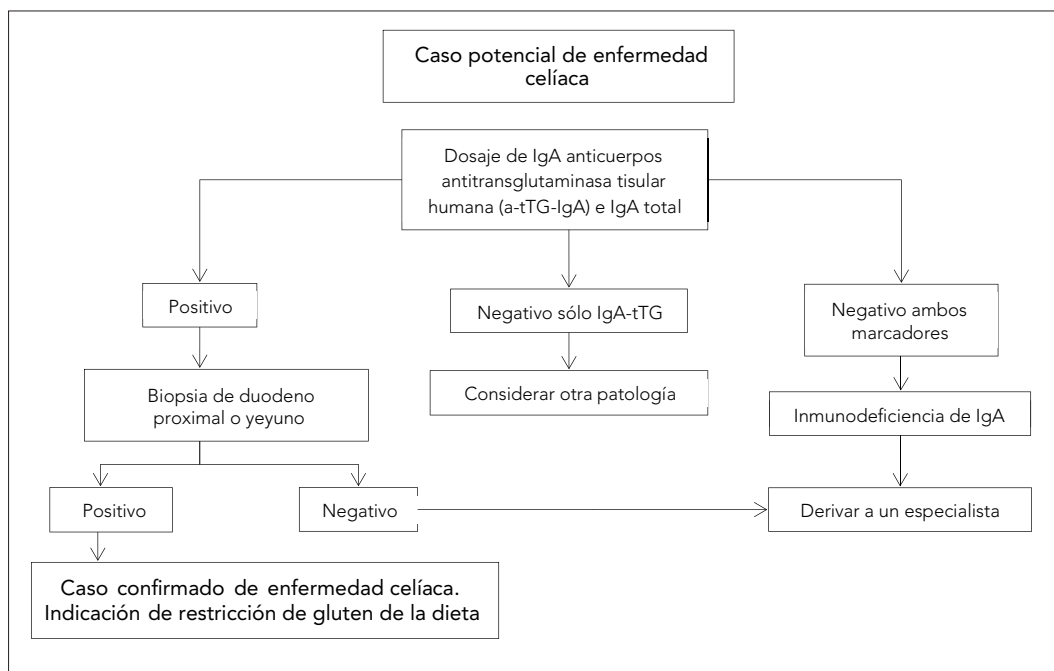 Caso potencial de enfermedad
celíaca
Dosaje de IgA anticuerpos
antitransglutaminasa tisular
humana (a-tTG-IgA) e IgA total
Positivo
Negativo sólo IgA-tTG
Negativo ambos
marcadores
Biopsia de duodeno
proximal o yeyuno
Considerar otra patología
Inmunodeficiencia de IgA
Positivo
Negativo
Derivar a un especialista
Caso confirmado de enfermedad celíaca.
Indicación de restricción de gluten de la dieta